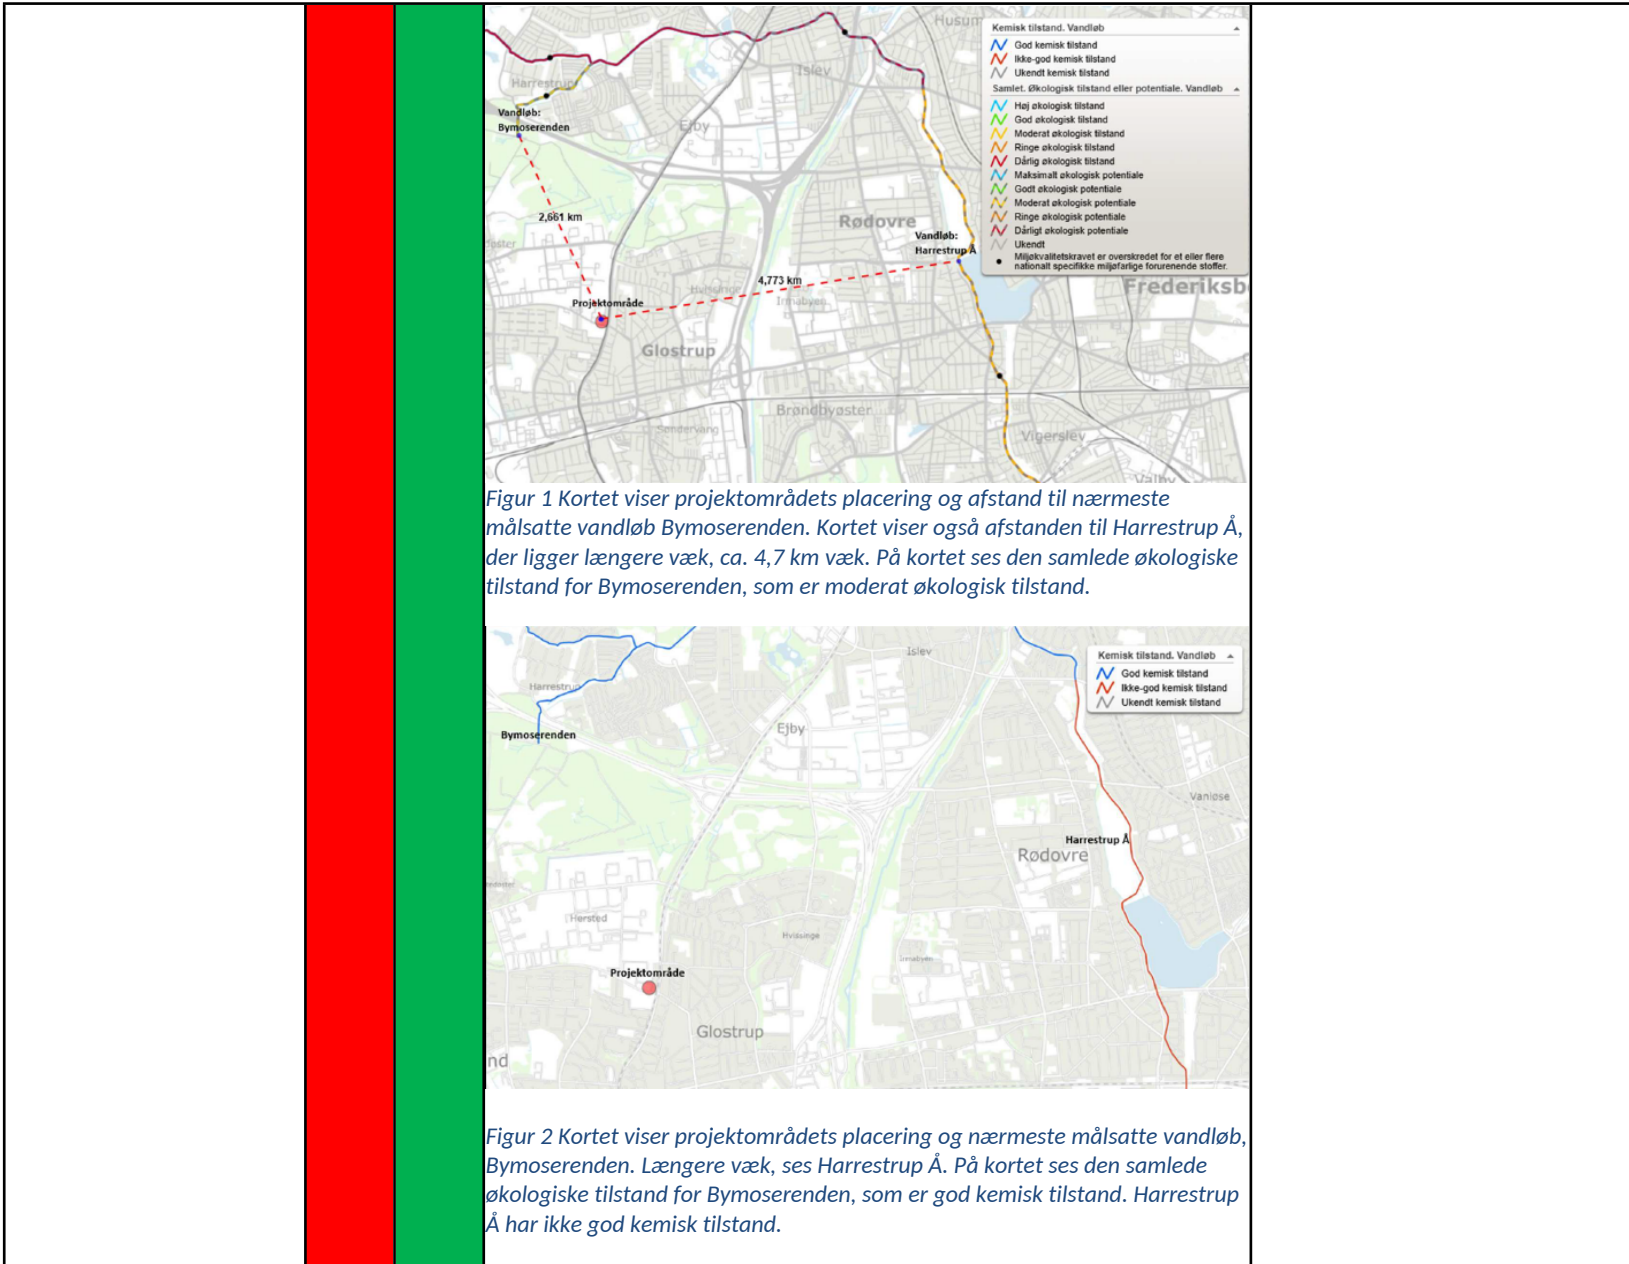 Husum
Kemisk tilstand. Vandløb
God kemisk tilstand
Ikke-god kemisk tilstand
Ukendt kemisk tilstand
Samlet. Økologisk tilstand eller potentiale. Vandløb
Høj økologisk tilstand
God økologisk tilstand
Moderat økologisk tilstand
Ringe økologisk tilstand
Dårlig økologisk tilstand
Maksimalt økologisk potentiale
Godt økologisk potentiale
Moderat økologisk potentiale
Ringe økologisk potentiale
Dårligt økologisk potentiale
Ukendt
Miljøkvalitetskravet er overskredet for et eller flere
nationalt specifikke miljøfarlige forurenende stoffer.
Islev
Harrestrup
Vandløb:
Bymoserenden
Ejby
2,661 km
Rødovre
Vandløb:
Harrestrup Å
4,773 km
Hvissinge
Irmabyen
Frederiksb
Projektområde
Glostrup
Brøndbyøster
Søndervang
Vigerslev
Valby
Figur 1 Kortet viser projektområdets placering og afstand til nærmeste
målsatte vandløb Bymoserenden. Kortet viser også afstanden til Harrestrup Å,
der ligger længere væk, ca. 4,7 km væk. På kortet ses den samlede økologiske
tilstand for Bymoserenden, som er moderat økologisk tilstand.
Islev
Kemisk tilstand. Vandløb
God kemisk tilstand
Ikke-god kemisk tilstand
Ukendt kemisk tilstand
Harrestrup
Bymoserenden
Ejby
Vanløse
Harrestrup Å
Rødovre
Hersted
Hvissinge
Irmabyen
Projektområde
Glostrup
nd
Figur 2 Kortet viser projektområdets placering og nærmeste målsatte vandløb,
Bymoserenden. Længere væk, ses Harrestrup Å. På kortet ses den samlede
økologiske tilstand for Bymoserenden, som er god kemisk tilstand. Harrestrup
Å har ikke god kemisk tilstand.